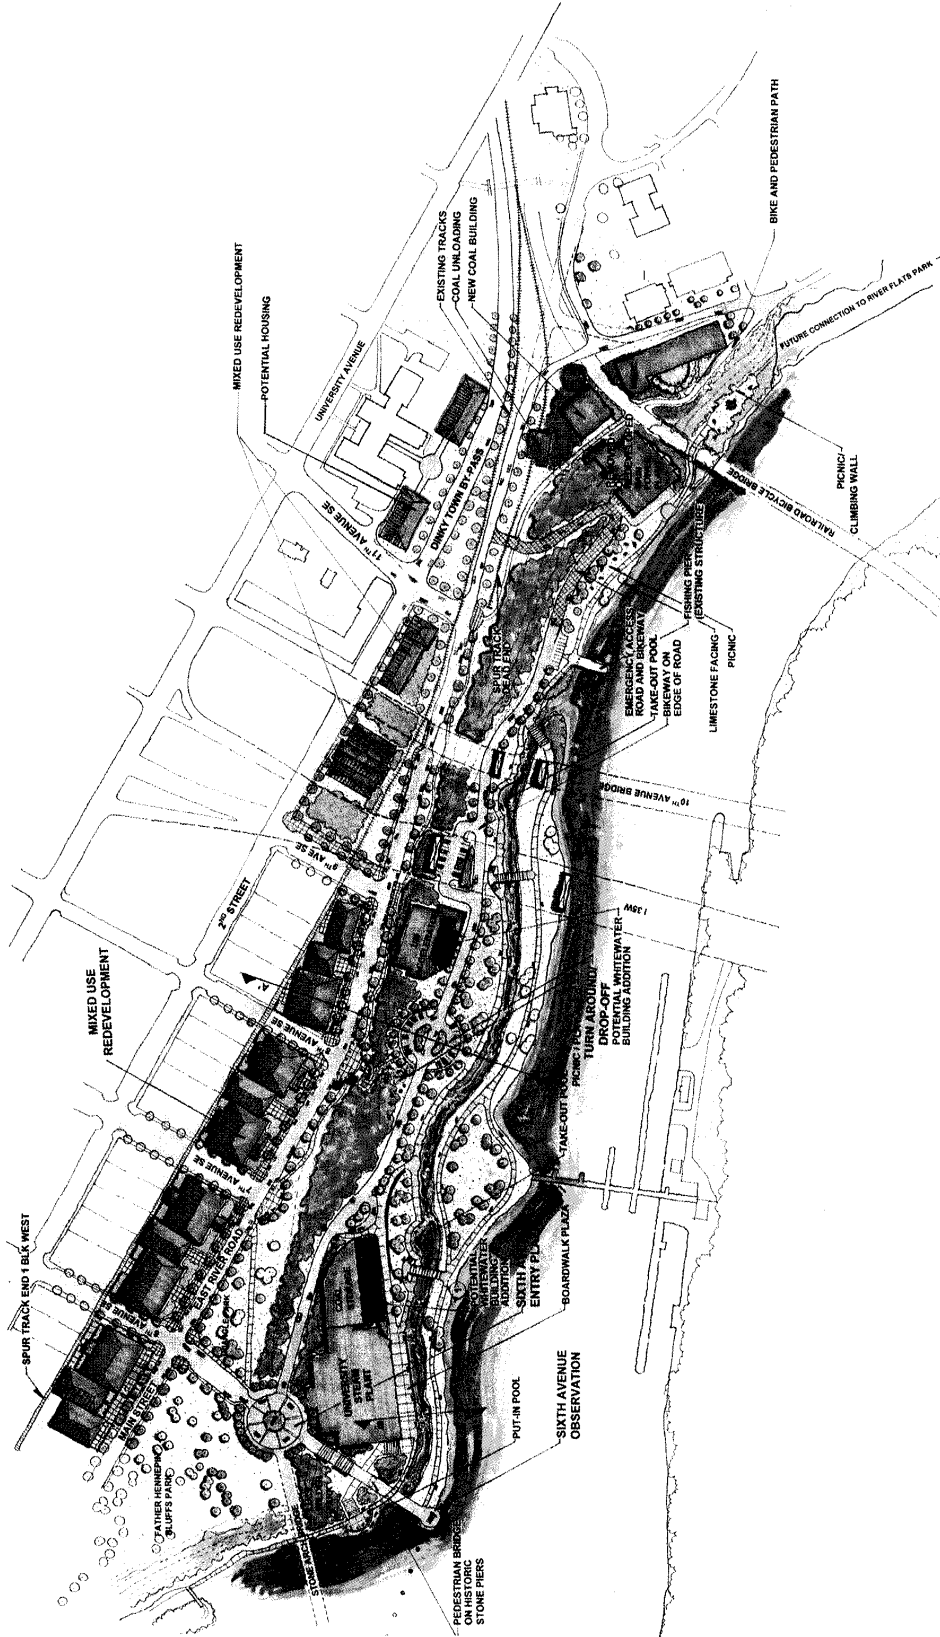 MIXED USE REDEVELOPMENT
POTENTIAL HOUSING
UNIVERSITY AVENUE
EXISTING TRACKS
COAL UNLOADING
NEW COAL BUILDING
BIKE AND PEDESTRIAN PATH
FUTURE CONNECTION TO RIVER FLATS PARK
PICNIC/
CLIMBING WALL
RAILROAD BICYCLE BRIDGE
11TH AVENUE SE
DINKY TOWN BY-PASS
SPUR TRACK
DEAD END
EMERGENCY ACCESS
ROAD AND BIKEWAY
TAKE-OUT POOL
BIKEWAY ON
EDGE OF ROAD
FISHING PIER
(EXISTING STRUCTURE
LIMESTONE FACING
PICNIC
10TH AVENUE BRIDGE
9TH AVE SE
2ND STREET
I 35W
MIXED USE
REDEVELOPMENT
A1
8TH AVENUE SE
TURN AROUND/
DROP-OFF
POTENTIAL WHITEWATER
BUILDING ADDITION
TAKE-OUT POOL
7TH AVENUE SE
EAST RIVER ROAD
POTENTIAL
WHITEWATER
BUILDING
ADDITION
SIXTH A
ENTRY PL
BOARDWALK PLAZA
SPUR TRACK END 1 BLK WEST
6TH AVENUE SE
MAIN STREET
FATHER HENNEPIN
BLUFFS PARK
UNIVERSITY
STEAM
PLANT
PUT-IN POOL
SIXTH AVENUE
OBSERVATION
STONE ARCH BRIDGE
PEDESTRIAN BRIDGE
ON HISTORIC
STONE PIERS